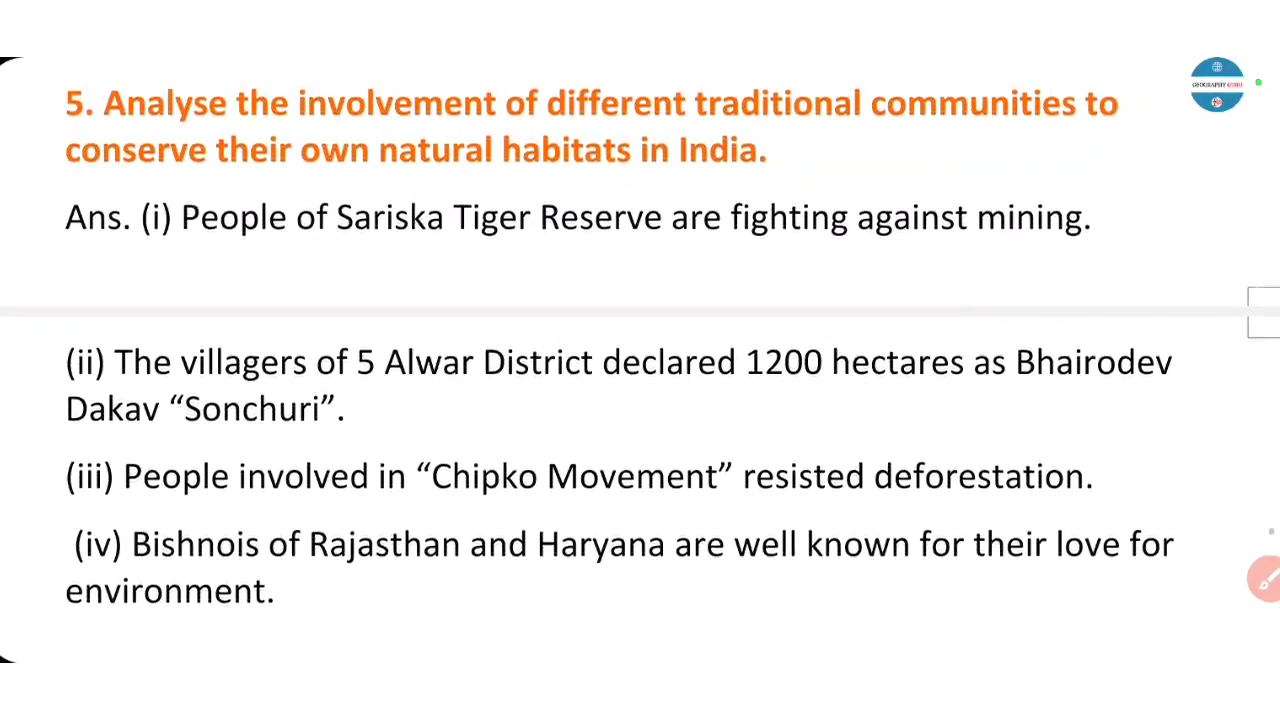 5. Analyse the involvement of different traditional communities to
conserve their own natural habitats in India.
Ans. (i) People of Sariska Tiger Reserve are fighting against mining.
(ii) The villagers of 5 Alwar District declared 1200 hectares as Bhairodev
Dakav “Sonchuri”.
(iii) People involved in “Chipko Movement” resisted deforestation.
(iv) Bishnois of Rajasthan and Haryana are well known for their love for
environment.
GEOGRAPHY GURU